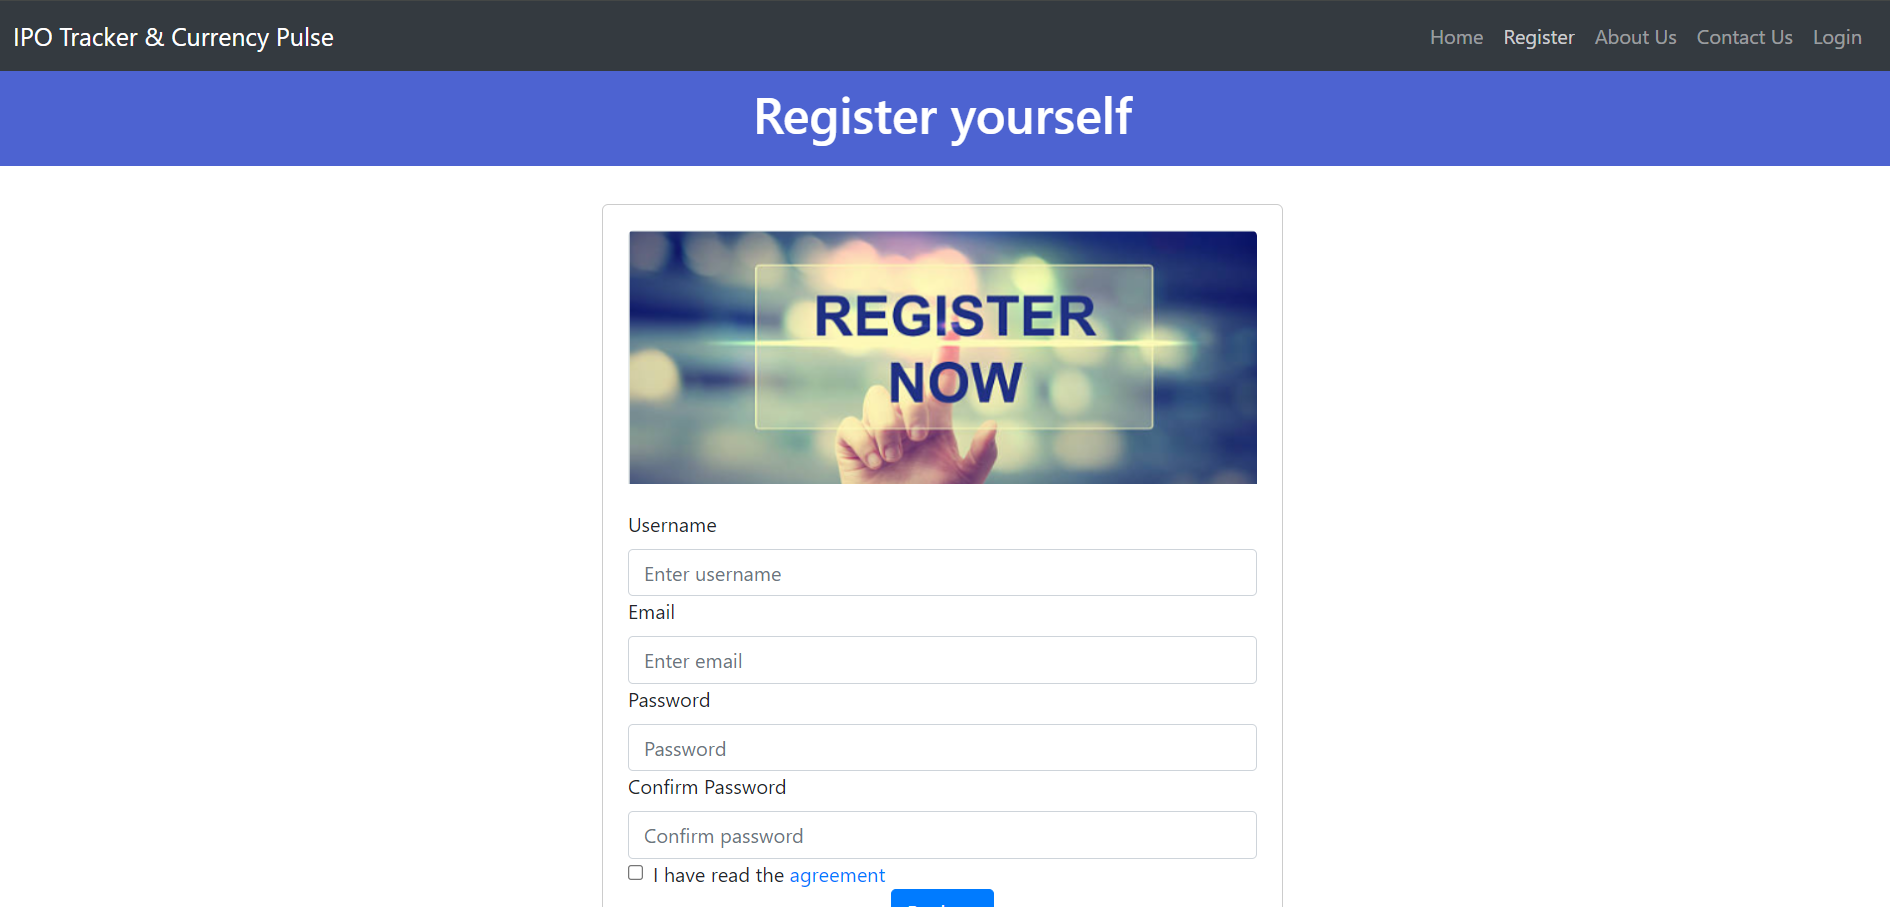 IPO Tracker & Currency Pulse Home Register About Us Contact Us Login
Register yourself
REGISTER
NOW
Username
Enter username
Email
Enter email
Password
Password
Confirm Password
Confirm password
I have read the agreement